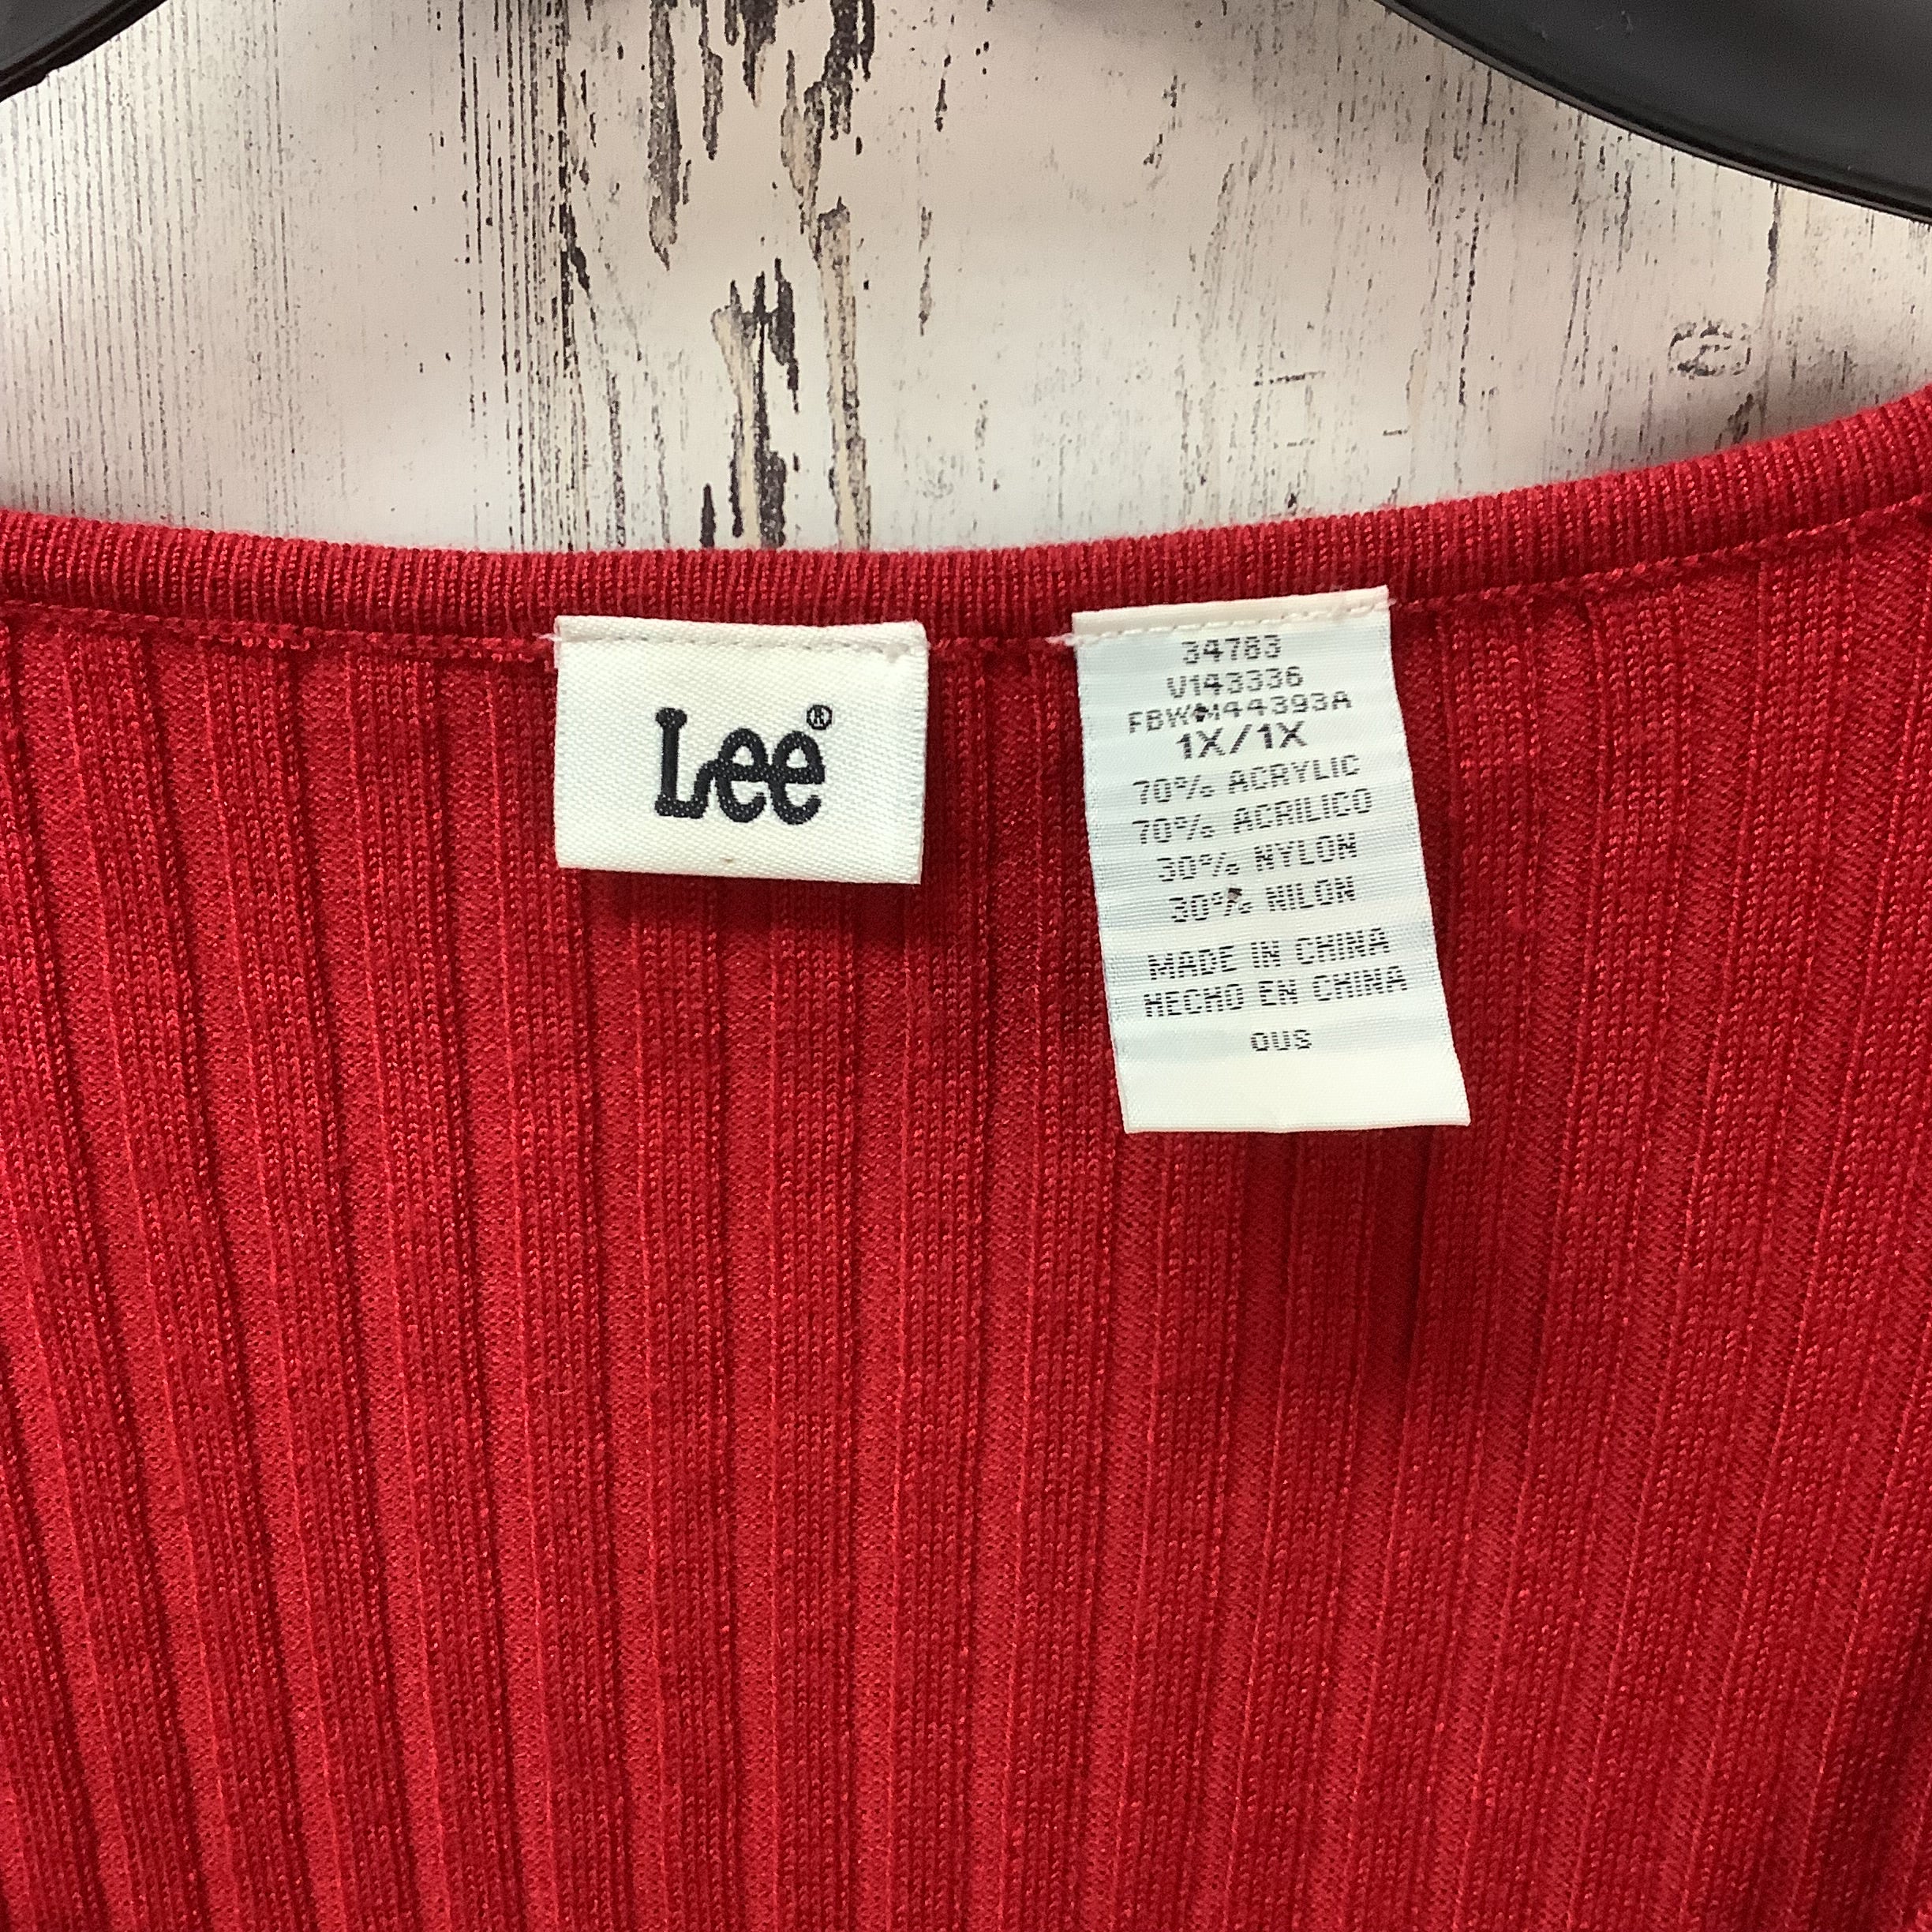 Lee®
34783
V143336
FBWM44393A
1X/1X
70% ACRYLIC
70% ACRILICO
30% NYLON
30% NILON
MADE IN CHINA
HECHO EN CHINA
OUS